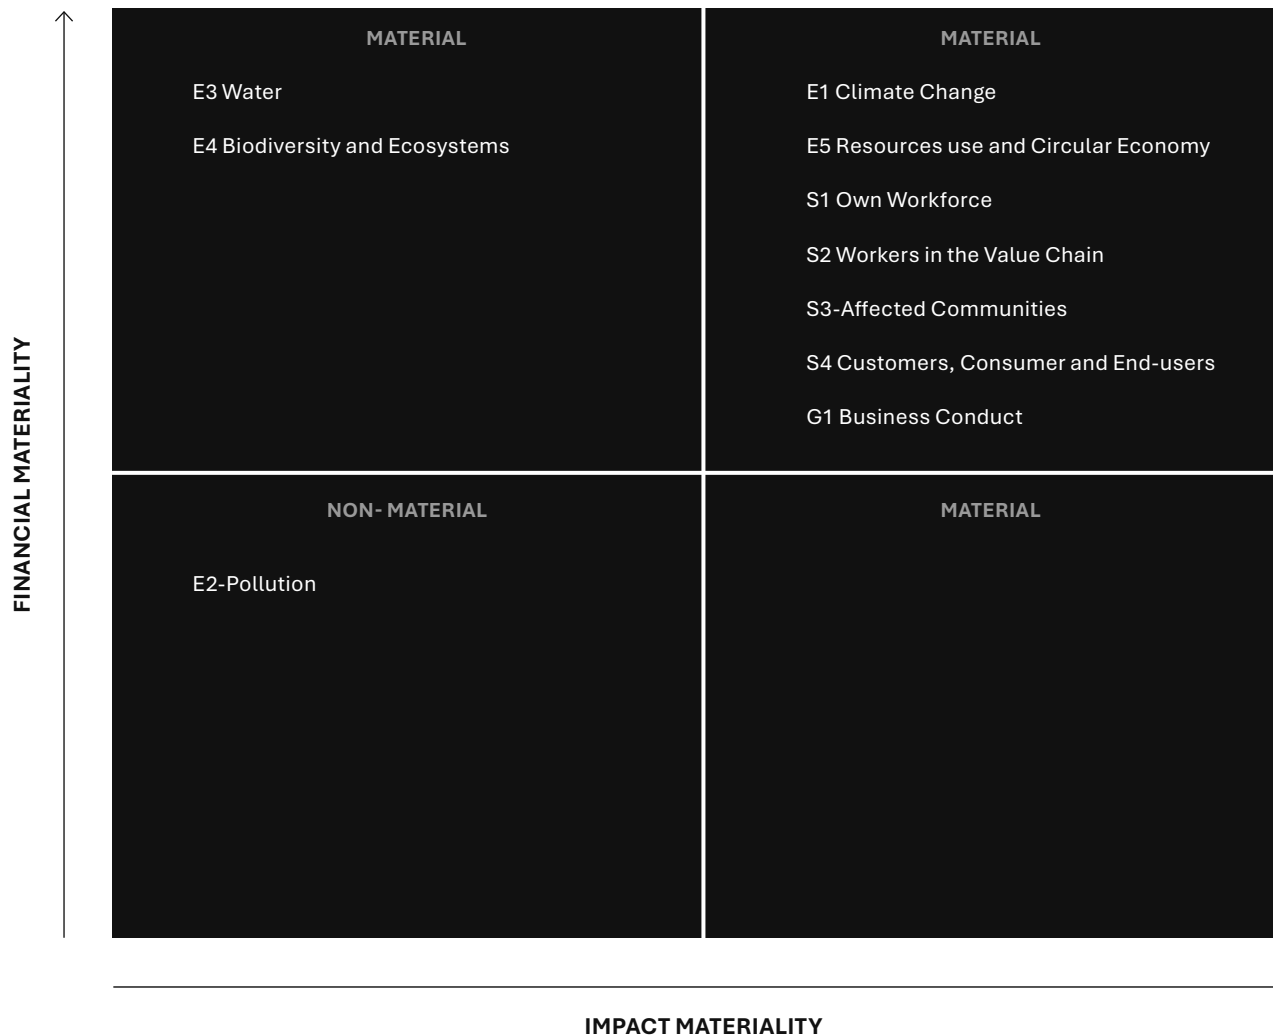 MATERIAL
E3 Water
E4 Biodiversity and Ecosystems
MATERIAL
E1 Climate Change
E5 Resources use and Circular Economy
S1 Own Workforce
S2 Workers in the Value Chain
S3-Affected Communities
S4 Customers, Consumer and End-users
G1 Business Conduct
FINANCIAL MATERIALITY
NON- MATERIAL
E2-Pollution
MATERIAL
IMPACT MATERIALITY